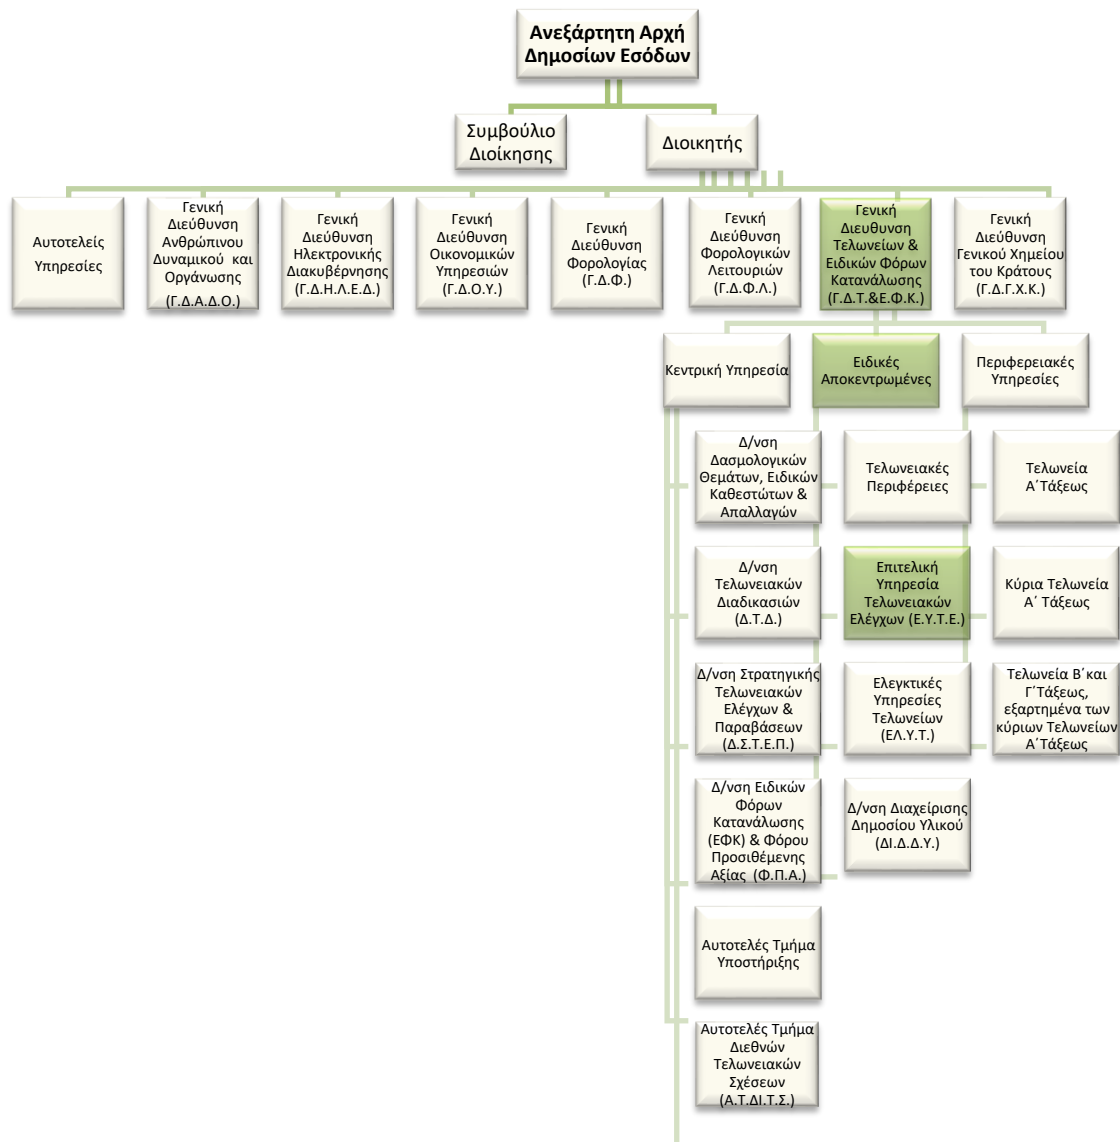 Ανεξάρτητη Αρχή
Δημοσίων Εσόδων
Συμβούλιο
Διοίκησης
Διοικητής
Αυτοτελείς
Υπηρεσίες
Γενική
Διεύθυνση
Ανθρώπινου
Δυναμικού και
Οργάνωσης
(Γ.Δ.Α.Δ.Ο.)
Γενική
Διεύθυνση
Ηλεκτρονικής
Διακυβέρνησης
(Γ.Δ.Η.Λ.Ε.Δ.)
Γενική
Διεύθυνση
Οικονομικών
Υπηρεσιών
(Γ.Δ.Ο.Υ.)
Γενική
Διεύθυνση
Φορολογίας
(Γ.Δ.Φ.)
Γενική
Διεύθυνση
Φορολογικών
Λειτουριών
(Γ.Δ.Φ.Λ.)
Γενική
Διευθυνση
Τελωνείων &
Ειδικών Φόρων
Κατανάλωσης
(Γ.Δ.Τ.&Ε.Φ.Κ.)
Γενική
Διεύθυνση
Γενικού Χημείου
του Κράτους
(Γ.Δ.Γ.Χ.Κ.)
Κεντρική Υπηρεσία
Ειδικές
Αποκεντρωμένες
Περιφερειακές
Υπηρεσίες
Δ/νση
Δασμολογικών
Θεμάτων, Ειδικών
Καθεστώτων &
Απαλλαγών
Τελωνειακές
Περιφέρειες
Τελωνεία
Α΄Τάξεως
Δ/νση
Τελωνειακών
Διαδικασιών
(Δ.Τ.Δ.)
Επιτελική
Υπηρεσία
Τελωνειακών
Ελέγχων (Ε.Υ.Τ.Ε.)
Κύρια Τελωνεία
Α΄ Τάξεως
Δ/νση Στρατηγικής
Τελωνειακών
Ελέγχων &
Παραβάσεων
(Δ.Σ.Τ.Ε.Π.)
Ελεγκτικές
Υπηρεσίες
Τελωνείων
(ΕΛ.Υ.Τ.)
Τελωνεία Β΄και
Γ΄Τάξεως,
εξαρτημένα των
κύριων Τελωνείων
Α΄Τάξεως
Δ/νση Ειδικών
Φόρων
Κατανάλωσης
(ΕΦΚ) & Φόρου
Προσιθέμενης
Αξίας (Φ.Π.Α.)
Δ/νση Διαχείρισης
Δημοσίου Υλικού
(ΔΙ.Δ.Δ.Υ.)
Αυτοτελές Τμήμα
Υποστήριξης
Αυτοτελές Τμήμα
Διεθνών
Τελωνειακών
Σχέσεων
(Α.Τ.ΔΙ.Τ.Σ.)